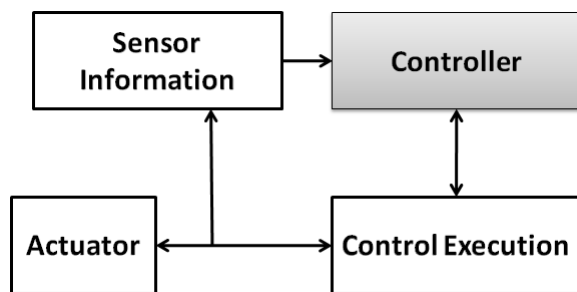 Sensor
Information
Controller
Actuator
Control Execution